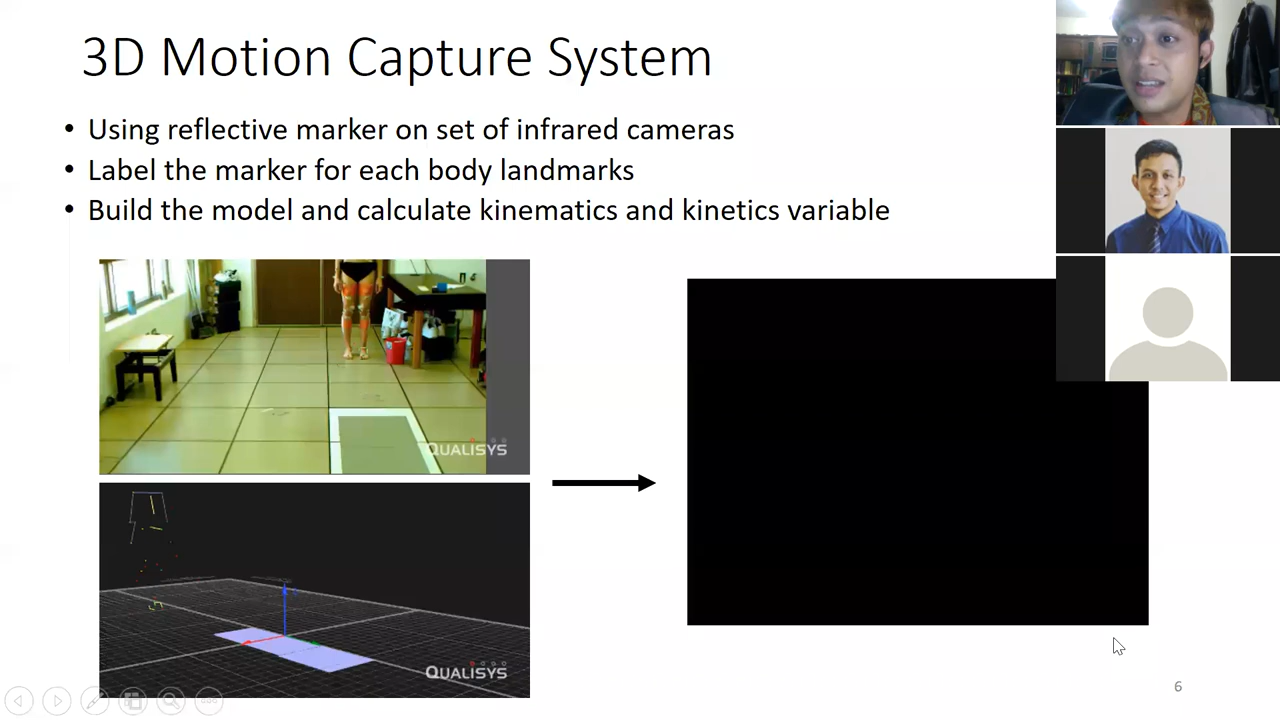 3D Motion Capture System
• Using reflective marker on set of infrared cameras
• Label the marker for each body landmarks
• Build the model and calculate kinematics and kinetics variable
QUALISYS
QUALISYS
6